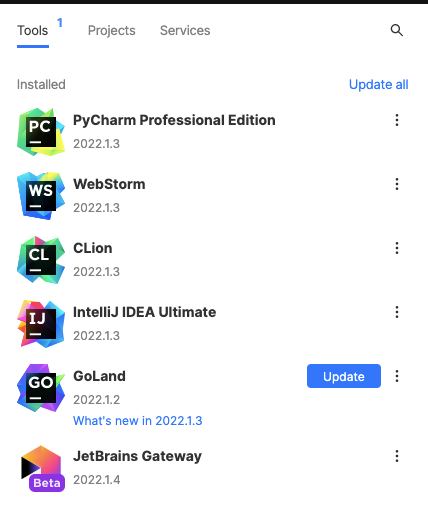 Tools 1 Projects Services
Installed Update all
PC
PyCharm Professional Edition
2022.1.3
WS
WebStorm
2022.1.3
CL
CLion
2022.1.3
IJ
IntelliJ IDEA Ultimate
2022.1.3
GO
GoLand
Update
2022.1.2
What's new in 2022.1.3
JetBrains Gateway
2022.1.4
Beta